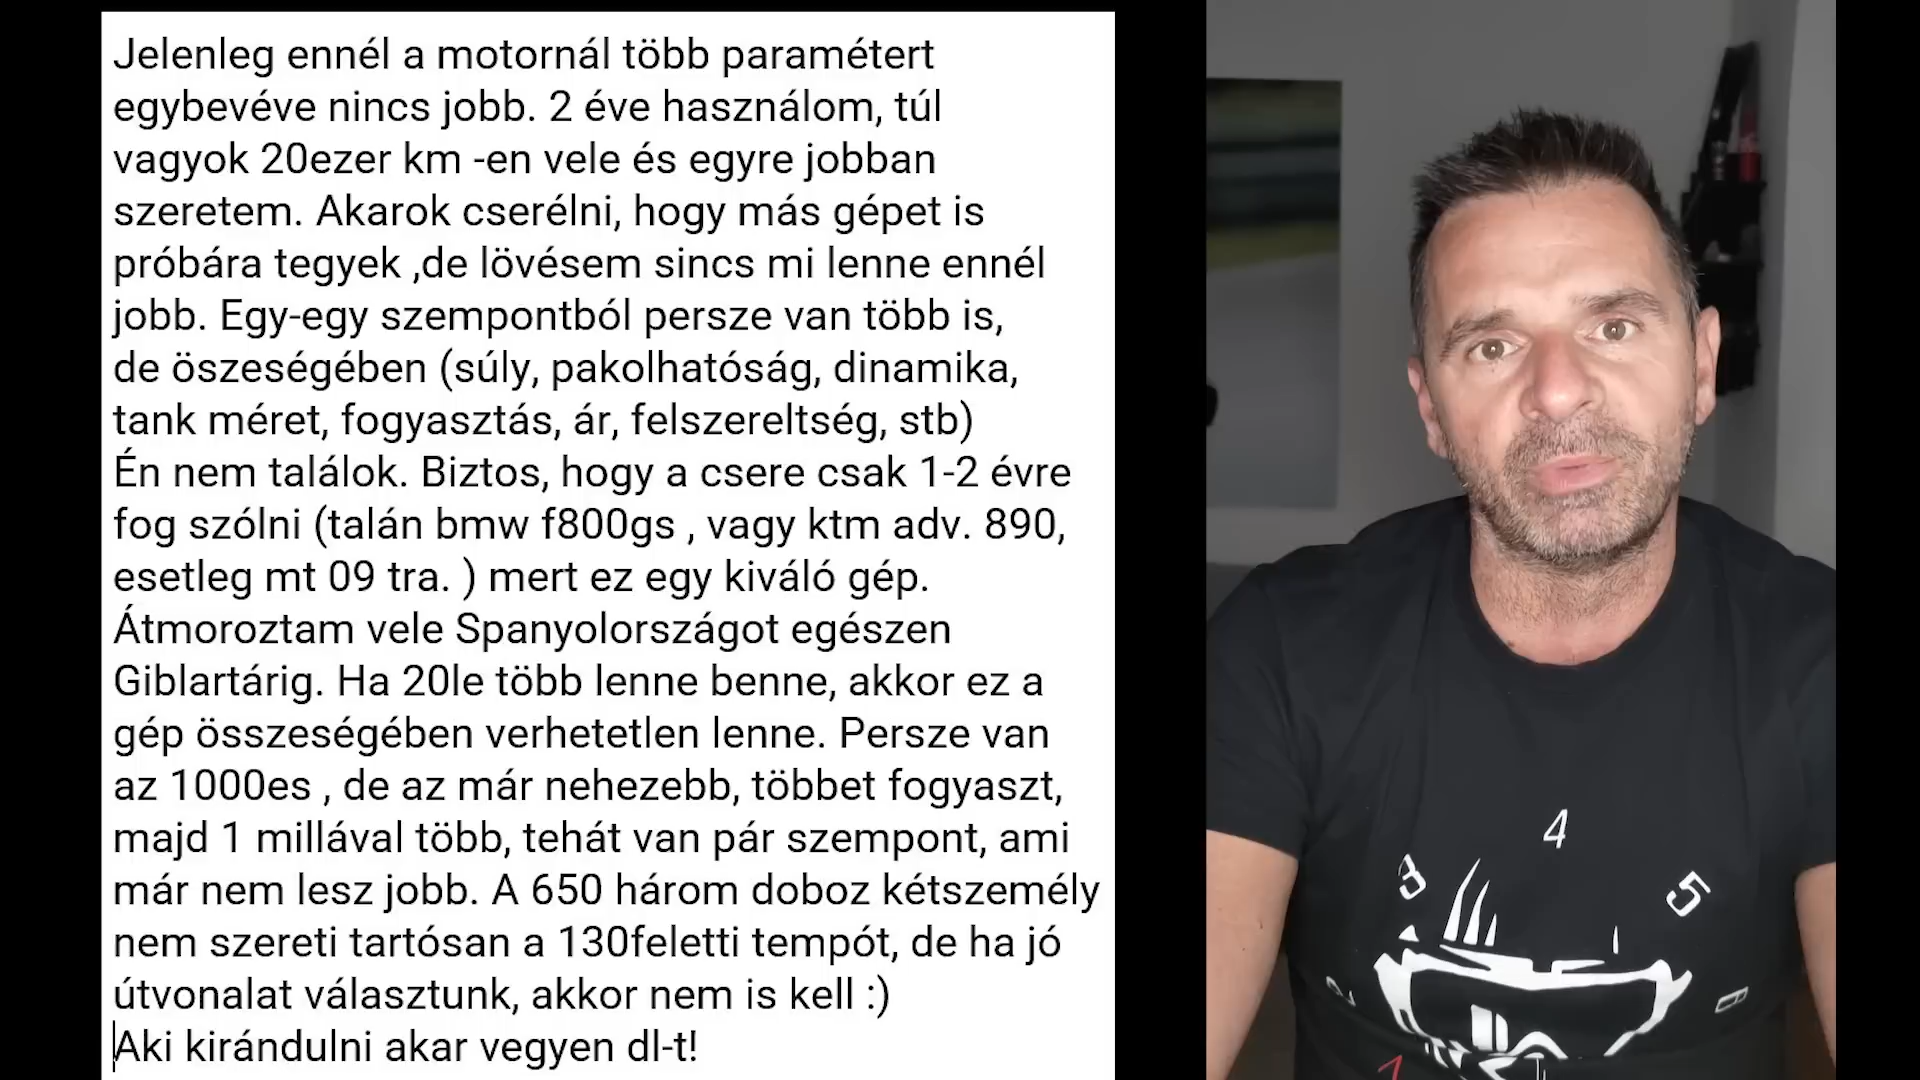 Jelenleg ennél a motornál több paramétert
egybevéve nincs jobb. 2 éve használom, túl
vagyok 20ezer km -en vele és egyre jobban
szeretem. Akarok cserélni, hogy más gépet is
próbára tegyek ,de lövésem sincs mi lenne ennél
jobb. Egy-egy szempontból persze van több is,
de öszeségében (súly, pakolhatóság, dinamika,
tank méret, fogyasztás, ár, felszereltség, stb)
Én nem találok. Biztos, hogy a csere csak 1-2 évre
fog szólni (talán bmw f800gs , vagy ktm adv. 890,
esetleg mt 09 tra. ) mert ez egy kiváló gép.
Átmoroztam vele Spanyolországot egészen
Giblartárig. Ha 20le több lenne benne, akkor ez a
gép összeségében verhetetlen lenne. Persze van
az 1000es , de az már nehezebb, többet fogyaszt,
majd 1 millával több, tehát van pár szempont, ami
már nem lesz jobb. A 650 három doboz kétszemély
nem szereti tartósan a 130feletti tempót, de ha jó
útvonalat választunk, akkor nem is kell :)
Aki kirándulni akar vegyen dl-t!
4
3
5